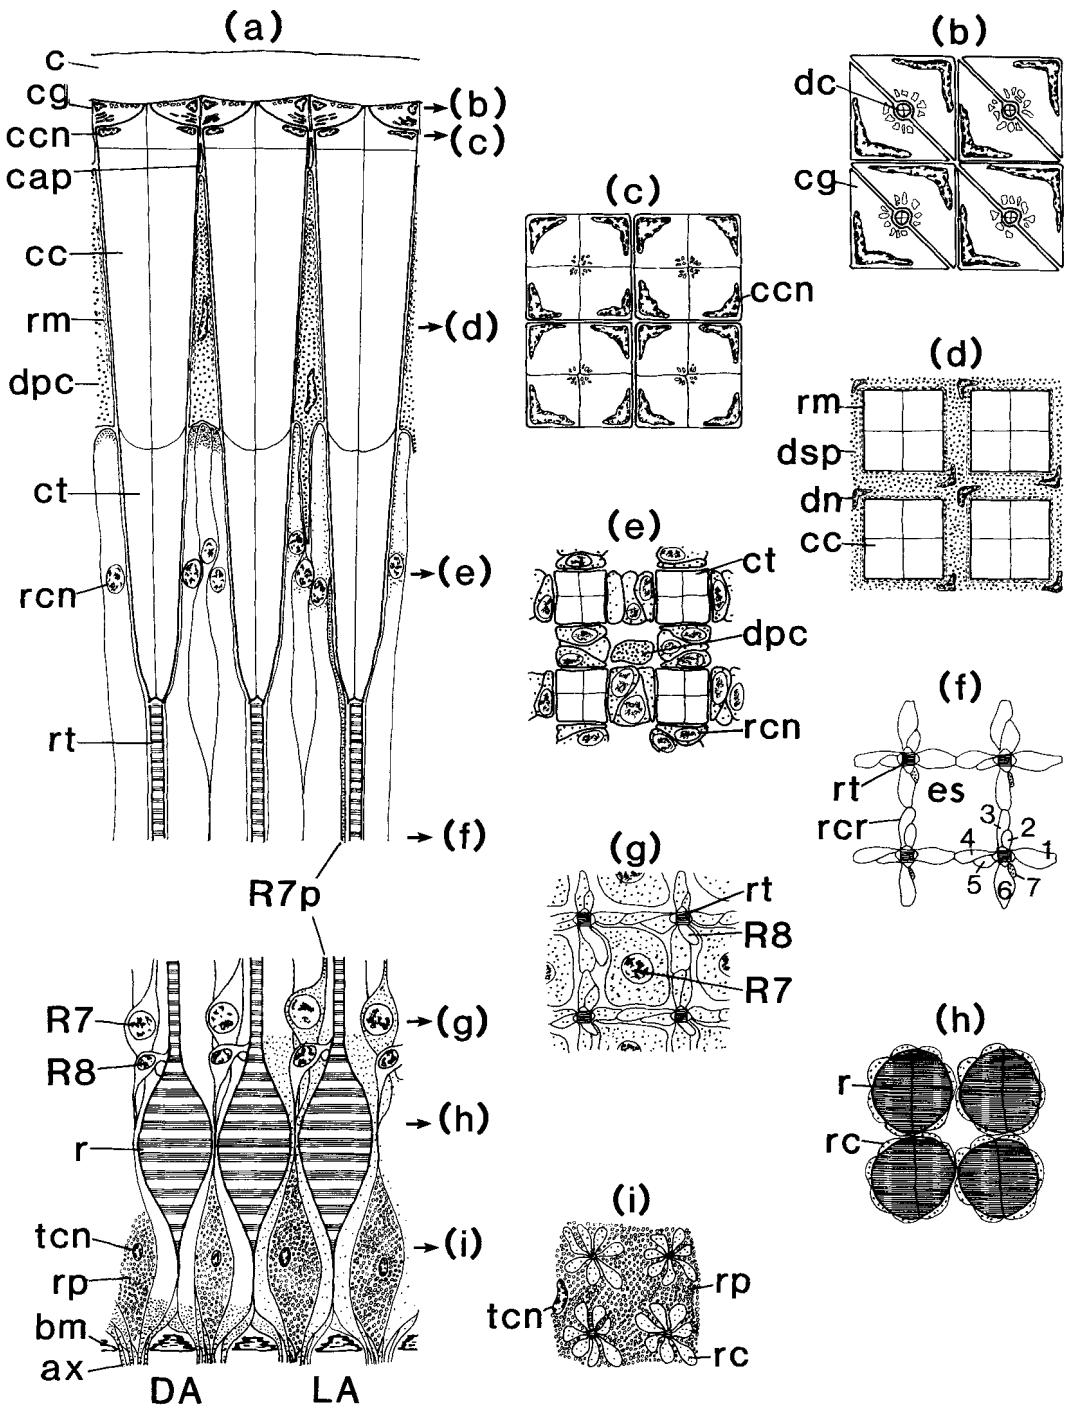 (a)
c
cg
(b)
ccn
(c)
cap
cc
rm
(d)
dpc
ct
rcn
(e)
rt
(f)
R7p
R7
(g)
R8
r
(h)
tcn
(i)
rp
bm
ax
DA LA
(b)
dc
cg
(c)
ccn
(d)
rm
dsp
dn
cc
(e)
ct
dpc
rcn
(f)
rt es
rcr
3 2
4 1
5 6 7
(g)
rt
R8
R7
(h)
r
rc
(i)
rp
tcn
rc